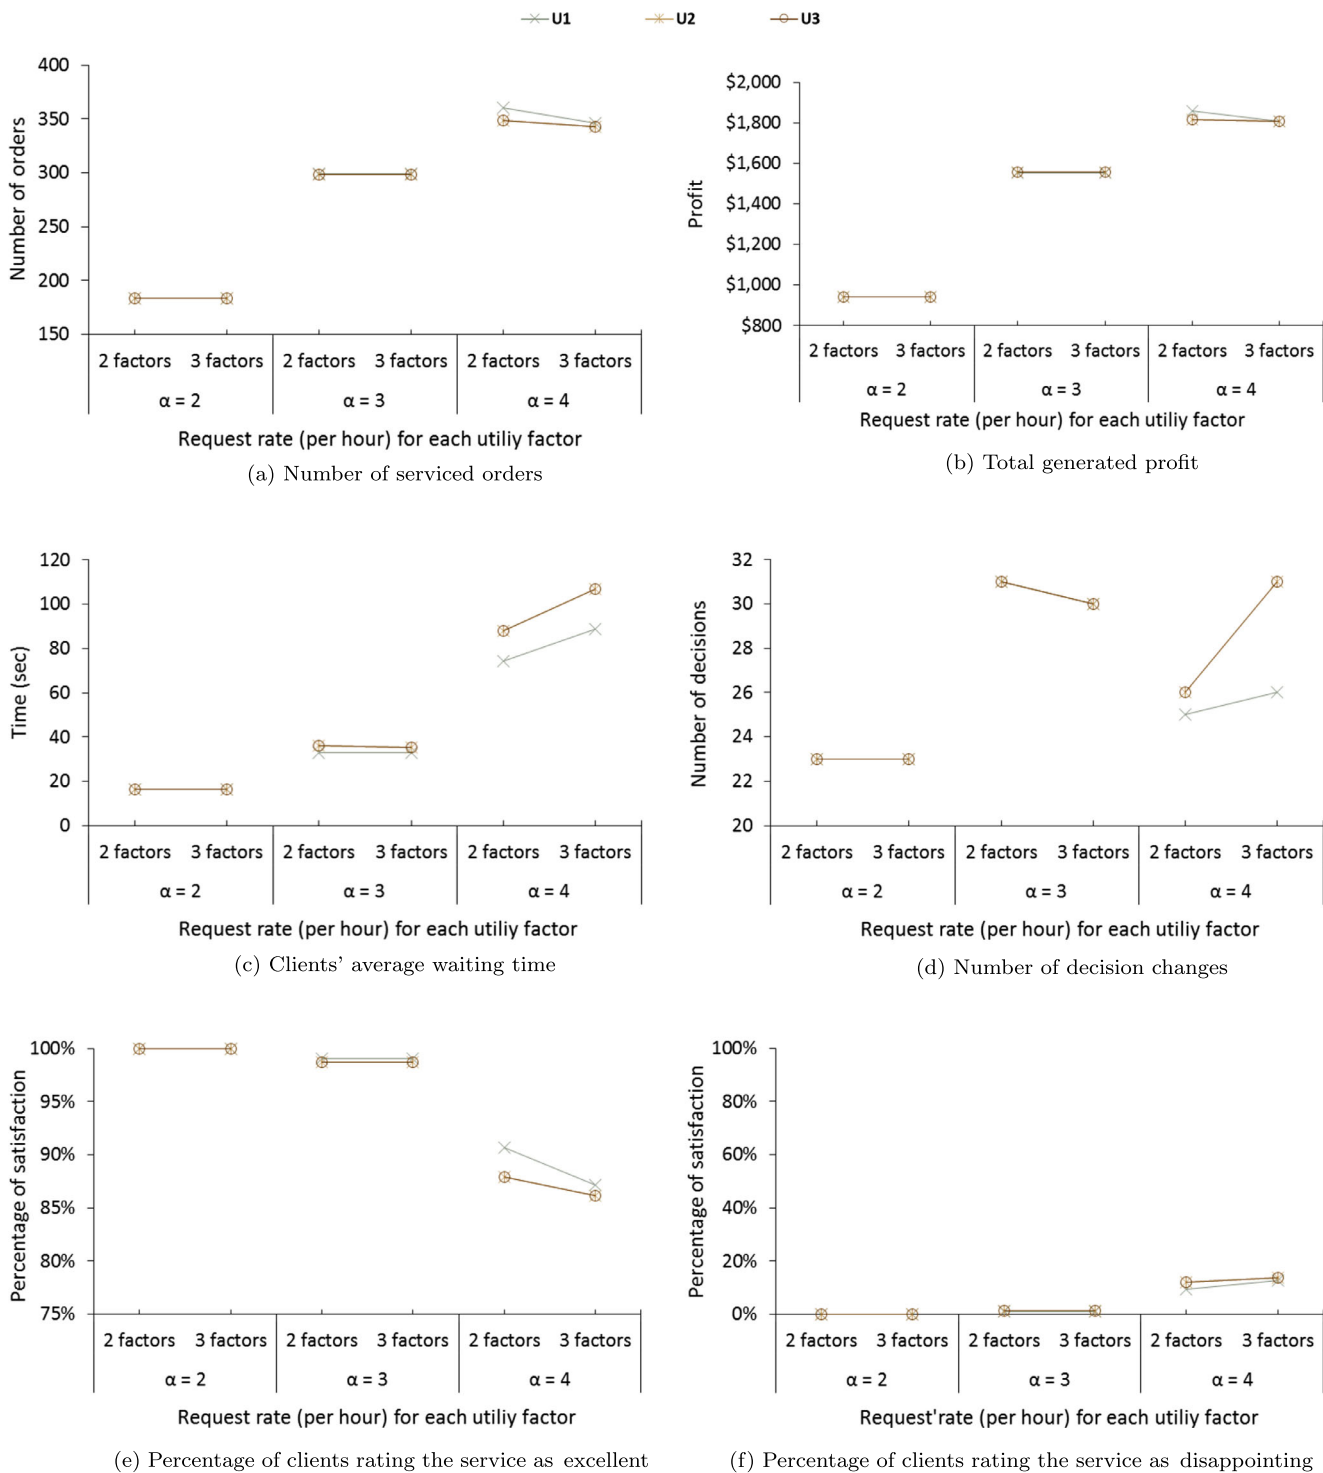 U1 U2 U3
400
350
300
250
200
150
Number of orders
2 factors 3 factors 2 factors 3 factors 2 factors 3 factors
α = 2 α = 3 α = 4
Request rate (per hour) for each utiliy factor
(a) Number of serviced orders
$2,000
$1,800
$1,600
$1,400
$1,200
$1,000
$800
Profit
2 factors 3 factors 2 factors 3 factors 2 factors 3 factors
α = 2 α = 3 α = 4
Request rate (per hour) for each utiliy factor
(b) Total generated profit
120
100
80
60
40
20
0
Time (sec)
2 factors 3 factors 2 factors 3 factors 2 factors 3 factors
α = 2 α = 3 α = 4
Request rate (per hour) for each utiliy factor
(c) Clients' average waiting time
32
30
28
26
24
22
20
Number of decisions
2 factors 3 factors 2 factors 3 factors 2 factors 3 factors
α = 2 α = 3 α = 4
Request rate (per hour) for each utiliy factor
(d) Number of decision changes
100%
95%
90%
85%
80%
75%
Percentage of satisfaction
2 factors 3 factors 2 factors 3 factors 2 factors 3 factors
α = 2 α = 3 α = 4
Request rate (per hour) for each utiliy factor
(e) Percentage of clients rating the service as excellent
100%
80%
60%
40%
20%
0%
Percentage of satisfaction
2 factors 3 factors 2 factors 3 factors 2 factors 3 factors
α = 2 α = 3 α = 4
Request'rate (per hour) for each utiliy factor
(f) Percentage of clients rating the service as disappointing